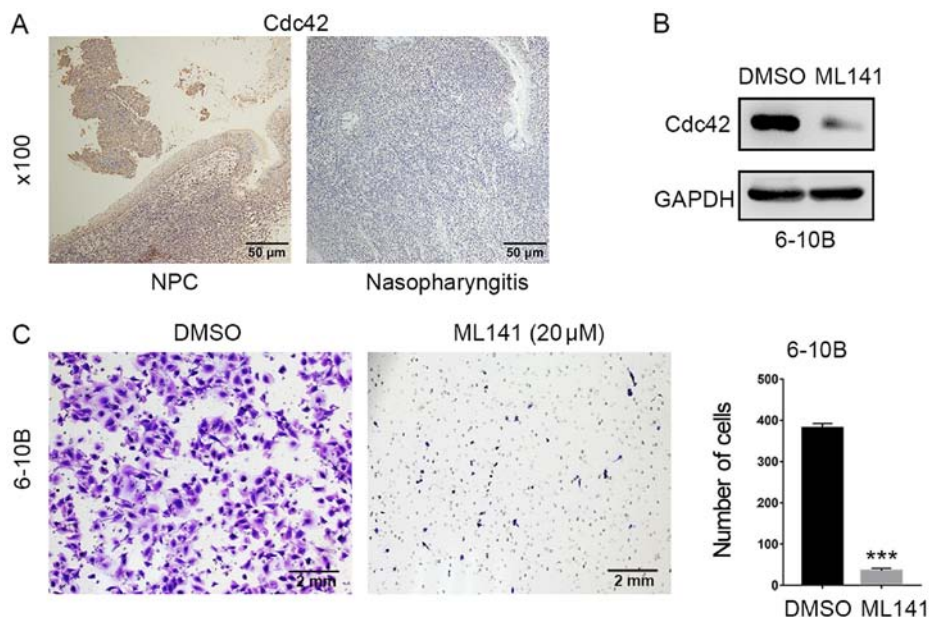 A
Cdc42
x100
50 µm
50 µm
NPC
Nasopharyngitis
B
DMSO ML141
Cdc42
GAPDH
6-10B
C
DMSO
ML141 (20 µM)
6-10B
2 mm
2 mm
6-10B
Number of cells
500
400
300
200
100
0
***
DMSO ML141